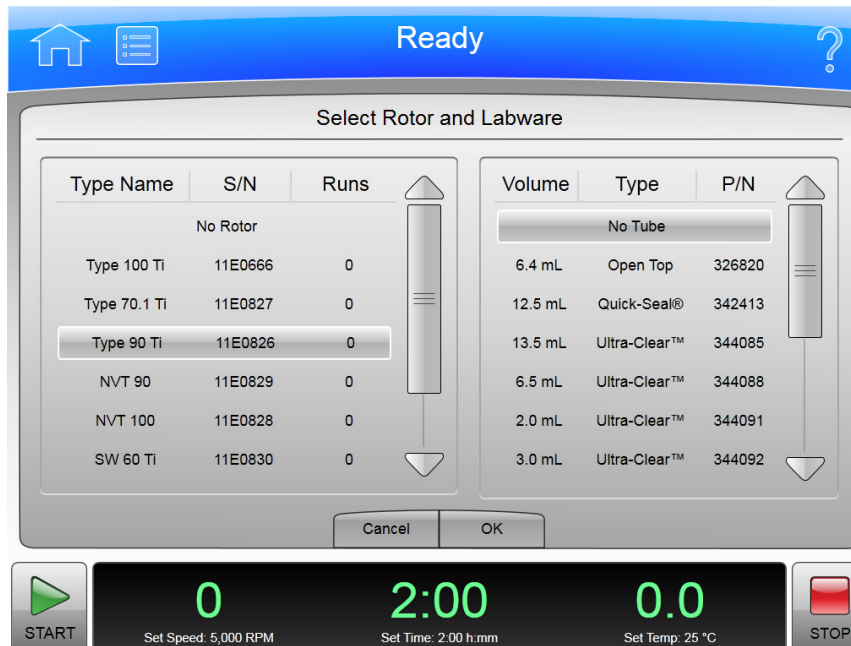 Ready
?
Select Rotor and Labware
Type Name S/N Runs
No Rotor
Type 100 Ti 11E0666 0
Type 70.1 Ti 11E0827 0
Type 90 Ti 11E0826 0
NVT 90 11E0829 0
NVT 100 11E0828 0
SW 60 Ti 11E0830 0
Volume Type P/N
No Tube
6.4 mL Open Top 326820
12.5 mL Quick-Seal® 342413
13.5 mL Ultra-Clear™ 344085
6.5 mL Ultra-Clear™ 344088
2.0 mL Ultra-Clear™ 344091
3.0 mL Ultra-Clear™ 344092
Cancel OK
START
0
Set Speed: 5,000 RPM
2:00
Set Time: 2:00 h:mm
0.0
Set Temp: 25 °C
STOP